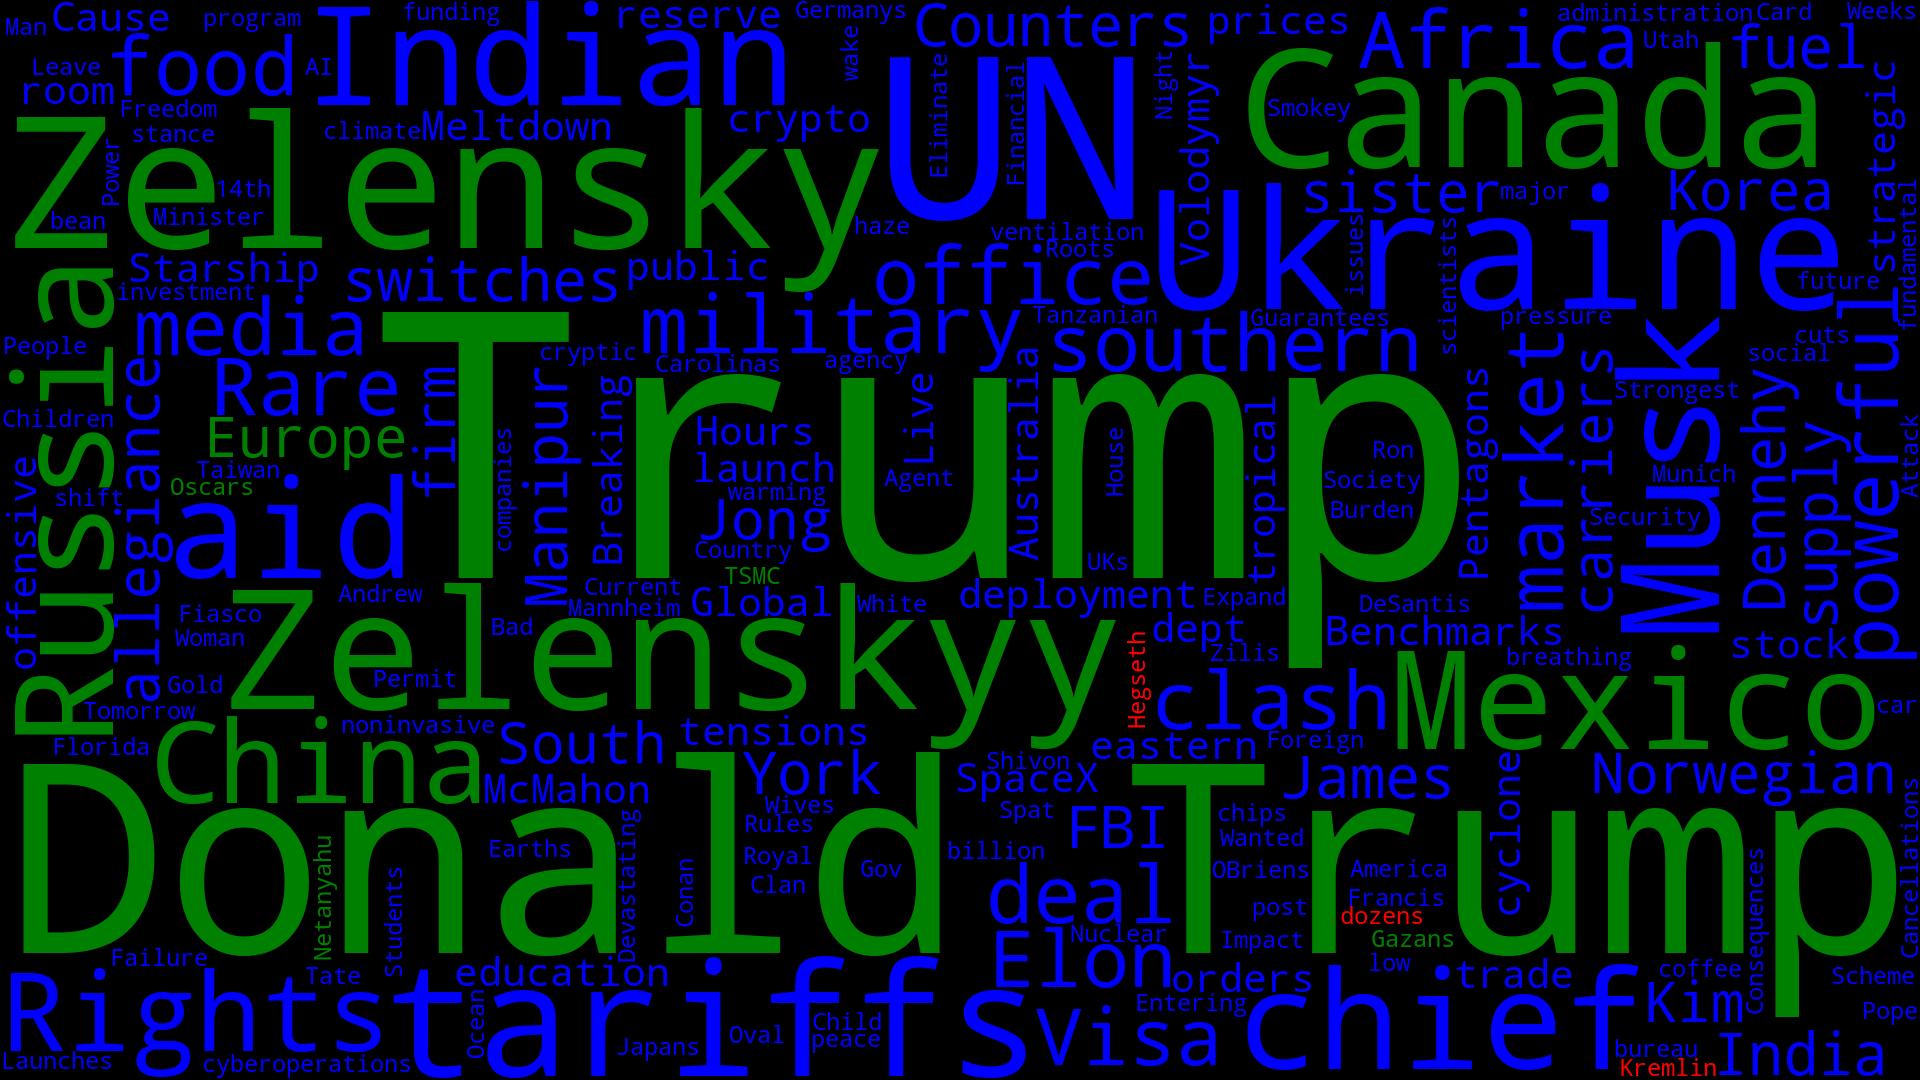 Man
Cause
program
funding
reserve
Germanys
Counters
prices
Africa
administration
Card
Weeks
Leave
food
AI
Indian
wake
UN
Canada
Utah
fuel
room
Freedom
stance
climate
Meltdown
crypto
Eliminate
Financial
Night
Volodymyr
Smokey
strategic
Zelensky
Power
14th
bean
Minister
haze
ventilation
Roots
sister
major
Korea
Ukraine
issues
scientists
future
fundamental
Russia
Starship
investment
switches
public
office
media
military
Tanzanian
southern
Guarantees
pressure
cuts
social
powerful
People
allegiance
Rare
firm
Trump
cryptic
Carolinas
agency
Manipur
Breaking
Live
Australia
House
tropical
Pentagons
market
carriers
Musk
Strongest
Dennehy
supply
Children
Europe
companies
Hours
launch
Agent
Ron
Society
Munich
Attack
offensive
Taiwan
Oscars
shift
aid
warming
Jong
Burden
Security
Country
TSMC
UKs
Current
Andrew
Mannheim
Global
White
deployment
Expand
DeSantis
Fiasco
Woman
Bad
Zelenskyy
Hegseth
dept
Zilis
Benchmarks
breathing
stock
Gold
Permit
Tomorrow
clash
Mexico
car
Florida
China
noninvasive
South
tensions
eastern
Foreign
McMahon
York
Shivon
SpaceX
James
cyclone
Norwegian
Donald
Trump
Wives
Spat
FBI
chips
Wanted
Cancellations
Netanyahu
Students
Earths
Devastating
Conan
Rules
Royal
Clan
Gov
billion
OBriens
America
Francis
Consequences
deal
post
dozens
Nuclear
Impact
Gazans
Failure
Tate
education
Elon
orders
low
trade
coffee
Scheme
Rights
tariffs
Ocean
Japans
Oval
Child
peace
Visa
Entering
chief
Kim
Pope
Launches
cyberoperations
bureau
Kremlin
India